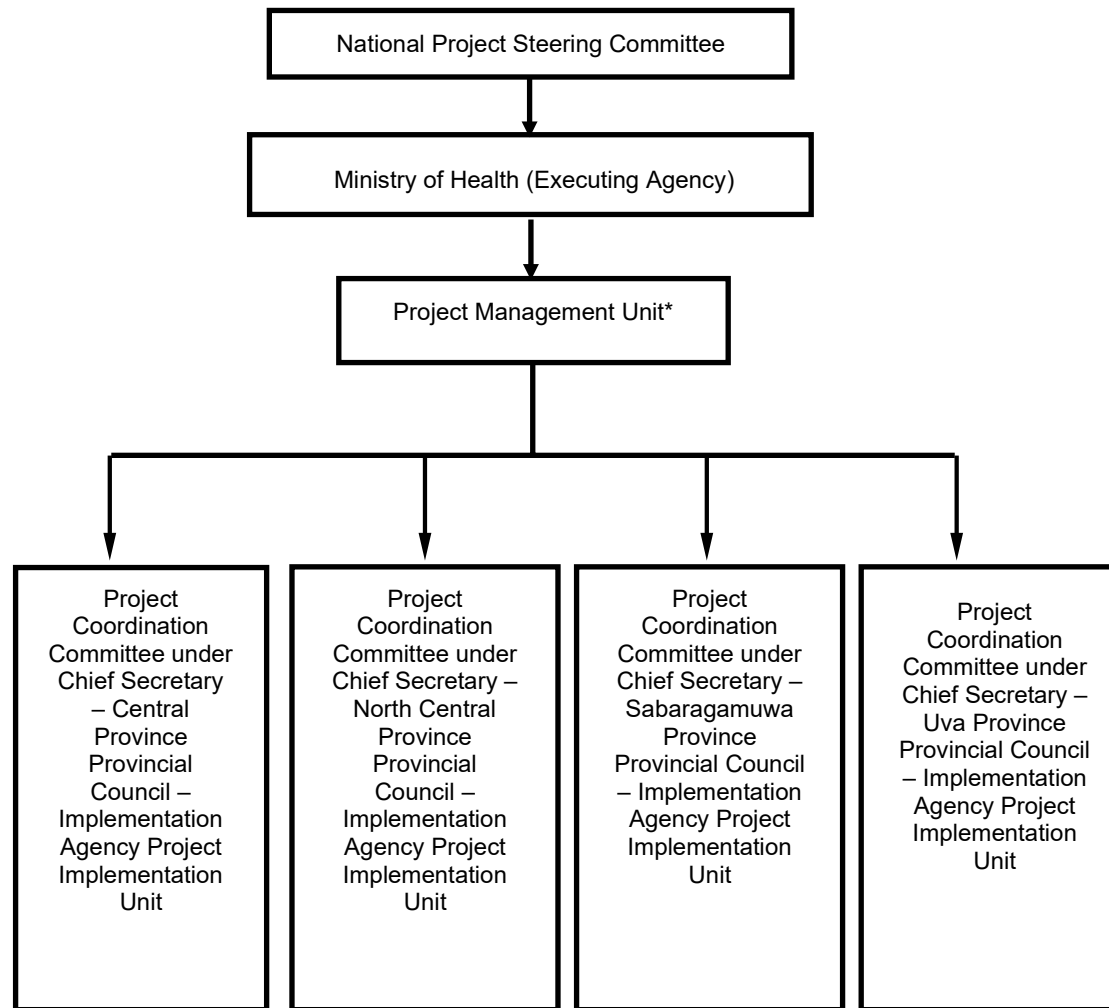 National Project Steering Committee
Ministry of Health (Executing Agency)
Project Management Unit*
Project
Coordination
Committee under
Chief Secretary
– Central
Province
Provincial
Council –
Implementation
Agency Project
Implementation
Unit
Project
Coordination
Committee under
Chief Secretary –
North Central
Province
Provincial
Council –
Implementation
Agency Project
Implementation
Unit
Project
Coordination
Committee under
Chief Secretary –
Sabaragamuwa
Province
Provincial Council
– Implementation
Agency Project
Implementation
Unit
Project
Coordination
Committee under
Chief Secretary –
Uva Province
Provincial Council
– Implementation
Agency Project
Implementation
Unit